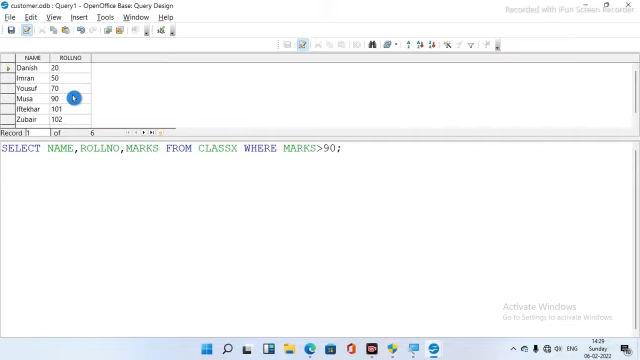 customer.odb : Query1 - OpenOffice Base: Query Design
Recorded with iFun Screen Recorder
File Edit View Insert Tools Window Help
NAME ROLLNO
Danish 20
Imran 50
Yousuf 70
Musa 90
Iftekhar 101
Zubair 102
Record 1 of 6
SELECT NAME,ROLLNO,MARKS FROM CLASSX WHERE MARKS>90;
Activate Windows
Go to Settings to activate Windows.
ENG
14:29
Sunday
06-02-2022